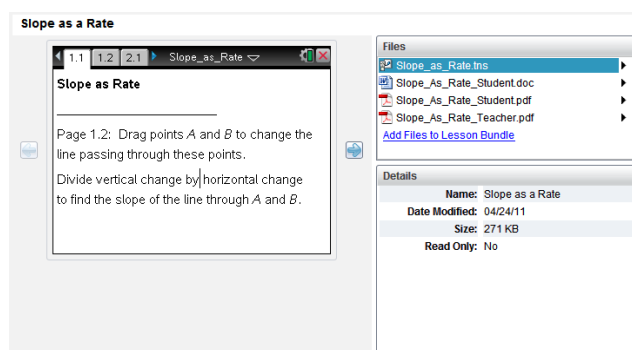 Slope as a Rate
1.1 1.2 2.1 Slope_as_Rate
Slope as Rate
Page 1.2: Drag points A and B to change the
line passing through these points.
Divide vertical change by horizontal change
to find the slope of the line through A and B.
Files
Slope_as_Rate.tns
Slope_As_Rate_Student.doc
Slope_As_Rate_Student.pdf
Slope_As_Rate_Teacher.pdf
Add Files to Lesson Bundle
Details
Name: Slope as a Rate
Date Modified: 04/24/11
Size: 271 KB
Read Only: No